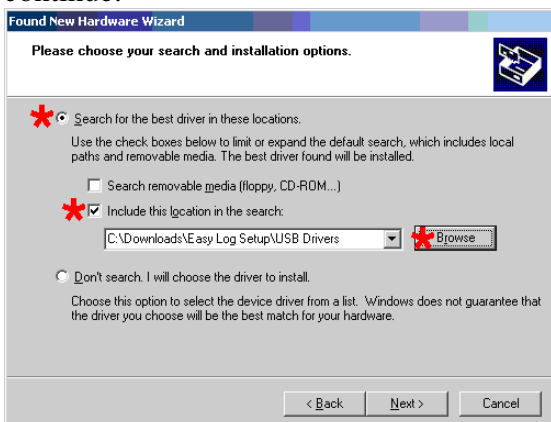 Found New Hardware Wizard
Please choose your search and installation options.
Search for the best driver in these locations.
Use the check boxes below to limit or expand the default search, which includes local
paths and removable media. The best driver found will be installed.
Search removable media (floppy, CD-ROM...)
Include this location in the search:
C:\Downloads\Easy Log Setup\USB Drivers
Browse
Don't search. I will choose the driver to install.
Choose this option to select the device driver from a list. Windows does not guarantee that
the driver you choose will be the best match for your hardware.
< Back
Next >
Cancel